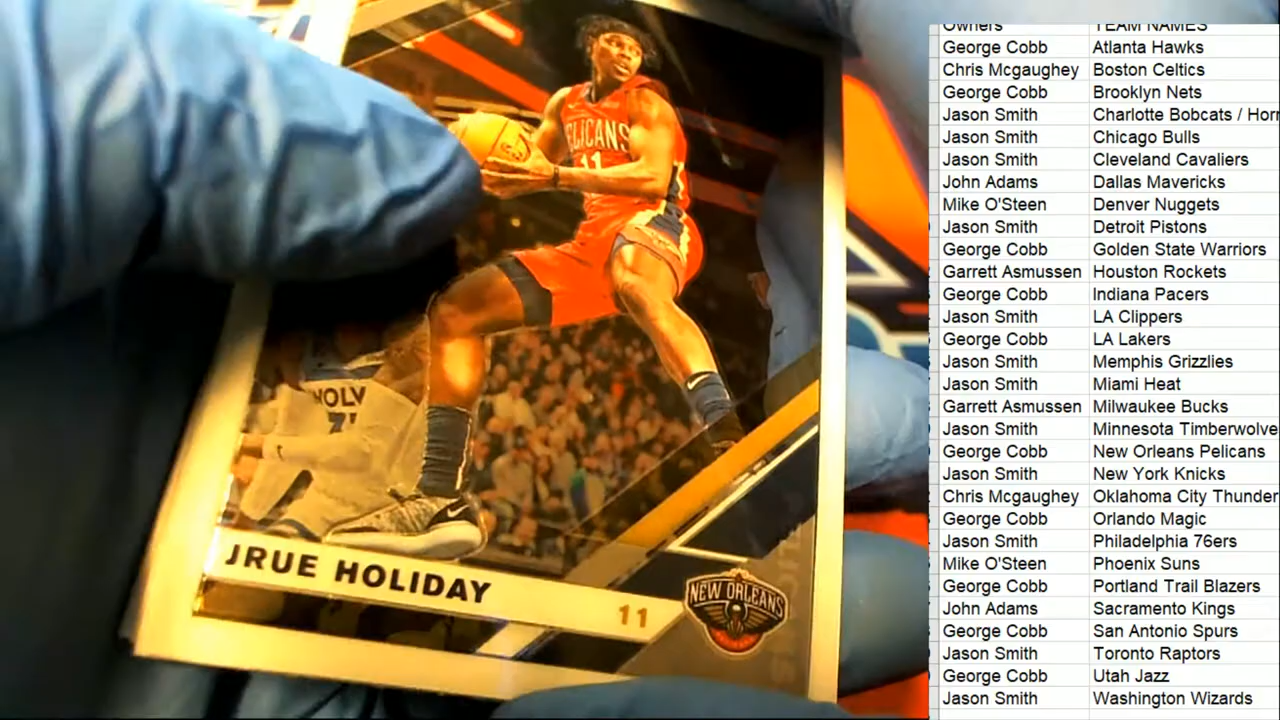 PELICANS
11
WOLV
JRUE HOLIDAY
11
NEW ORLEANS
Owners TEAM NAMES
George Cobb Atlanta Hawks
Chris Mcgaughey Boston Celtics
George Cobb Brooklyn Nets
Jason Smith Charlotte Bobcats / Horn
Jason Smith Chicago Bulls
Jason Smith Cleveland Cavaliers
John Adams Dallas Mavericks
Mike O'Steen Denver Nuggets
Jason Smith Detroit Pistons
George Cobb Golden State Warriors
Garrett Asmussen Houston Rockets
George Cobb Indiana Pacers
Jason Smith LA Clippers
George Cobb LA Lakers
Jason Smith Memphis Grizzlies
Jason Smith Miami Heat
Garrett Asmussen Milwaukee Bucks
Jason Smith Minnesota Timberwolve
George Cobb New Orleans Pelicans
Jason Smith New York Knicks
Chris Mcgaughey Oklahoma City Thunder
George Cobb Orlando Magic
Jason Smith Philadelphia 76ers
Mike O'Steen Phoenix Suns
George Cobb Portland Trail Blazers
John Adams Sacramento Kings
George Cobb San Antonio Spurs
Jason Smith Toronto Raptors
George Cobb Utah Jazz
Jason Smith Washington Wizards